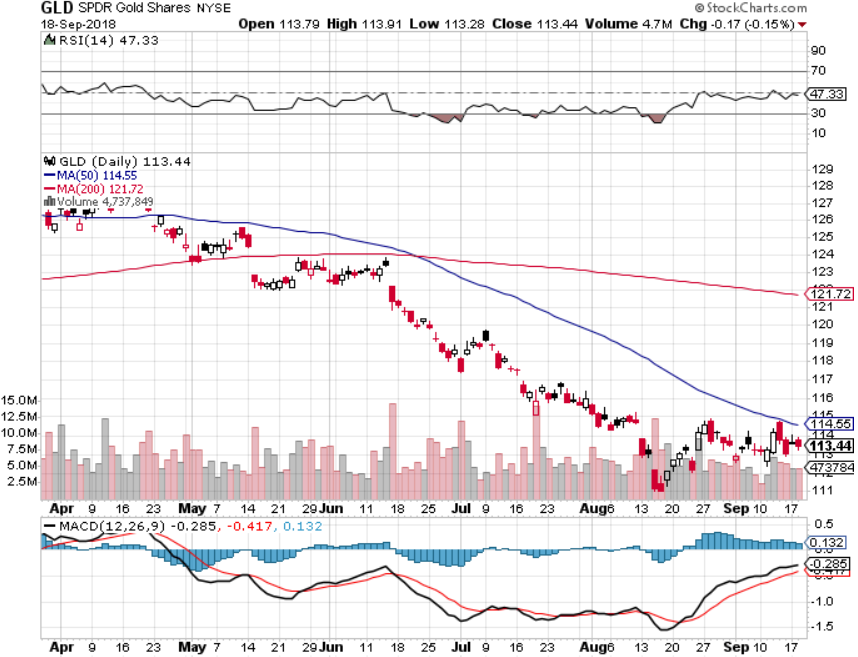 GLD SPDR Gold Shares NYSE
© StockCharts.com
18-Sep-2018 Open 113.79 High 113.91 Low 113.28 Close 113.44 Volume 4.7M Chg -0.17 (-0.15%)
RSI(14) 47.33
90
70
47.33
30
10
GLD (Daily) 113.44
MA(50) 114.55
MA(200) 121.72
Volume 4,737,849
129
128
127
126
125
124
123
121.72
121
120
119
118
117
116
115
114.55
114
113.44
473784
111
15.0M
12.5M
10.0M
7.5M
5.0M
2.5M
Apr 9 16 23 May 7 14 21 29 Jun 11 18 25 Jul 9 16 23 Aug 6 13 20 27 Sep 10 17
MACD(12,26,9) -0.285, -0.417, 0.132
0.5
0.132
-0.285
-1.0
-1.5
Apr 9 16 23 May 7 14 21 29 Jun 11 18 25 Jul 9 16 23 Aug 6 13 20 27 Sep 10 17